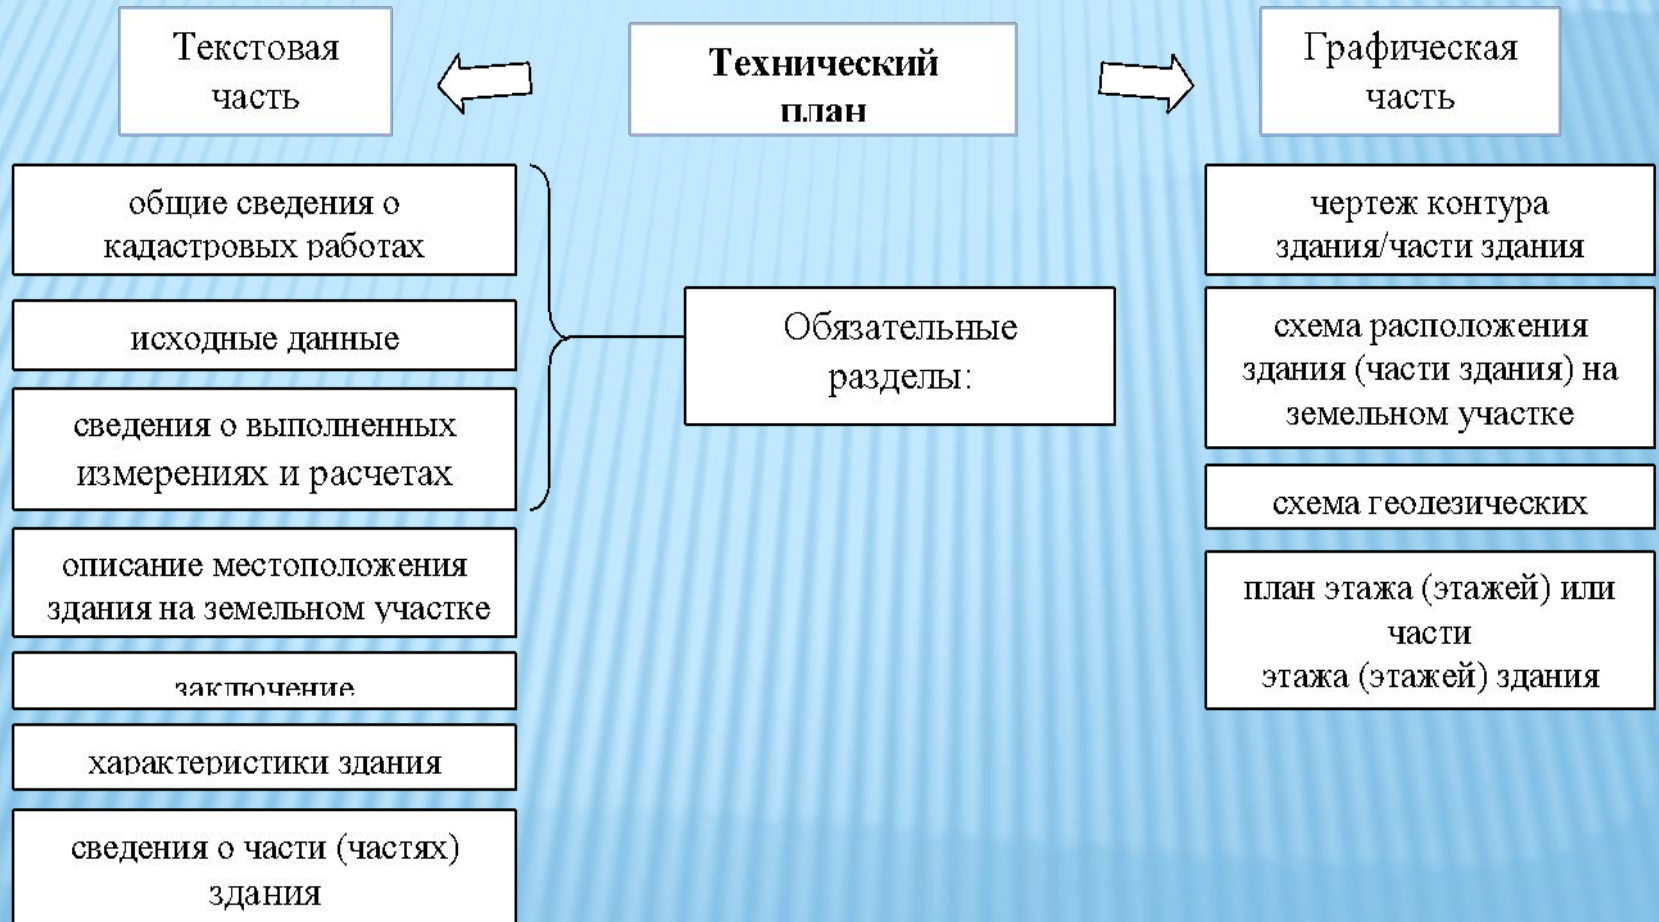 Текстовая
часть
Технический
план
Графическая
часть
общие сведения о
кадастровых работах
исходные данные
сведения о выполненных
измерениях и расчетах
описание местоположения
здания на земельном участке
заключение
характеристики здания
сведения о части (частях)
здания
Обязательные
разделы:
чертеж контура
здания/части здания
схема расположения
здания (части здания) на
земельном участке
схема геодезических
план этажа (этажей) или
части
этажа (этажей) здания